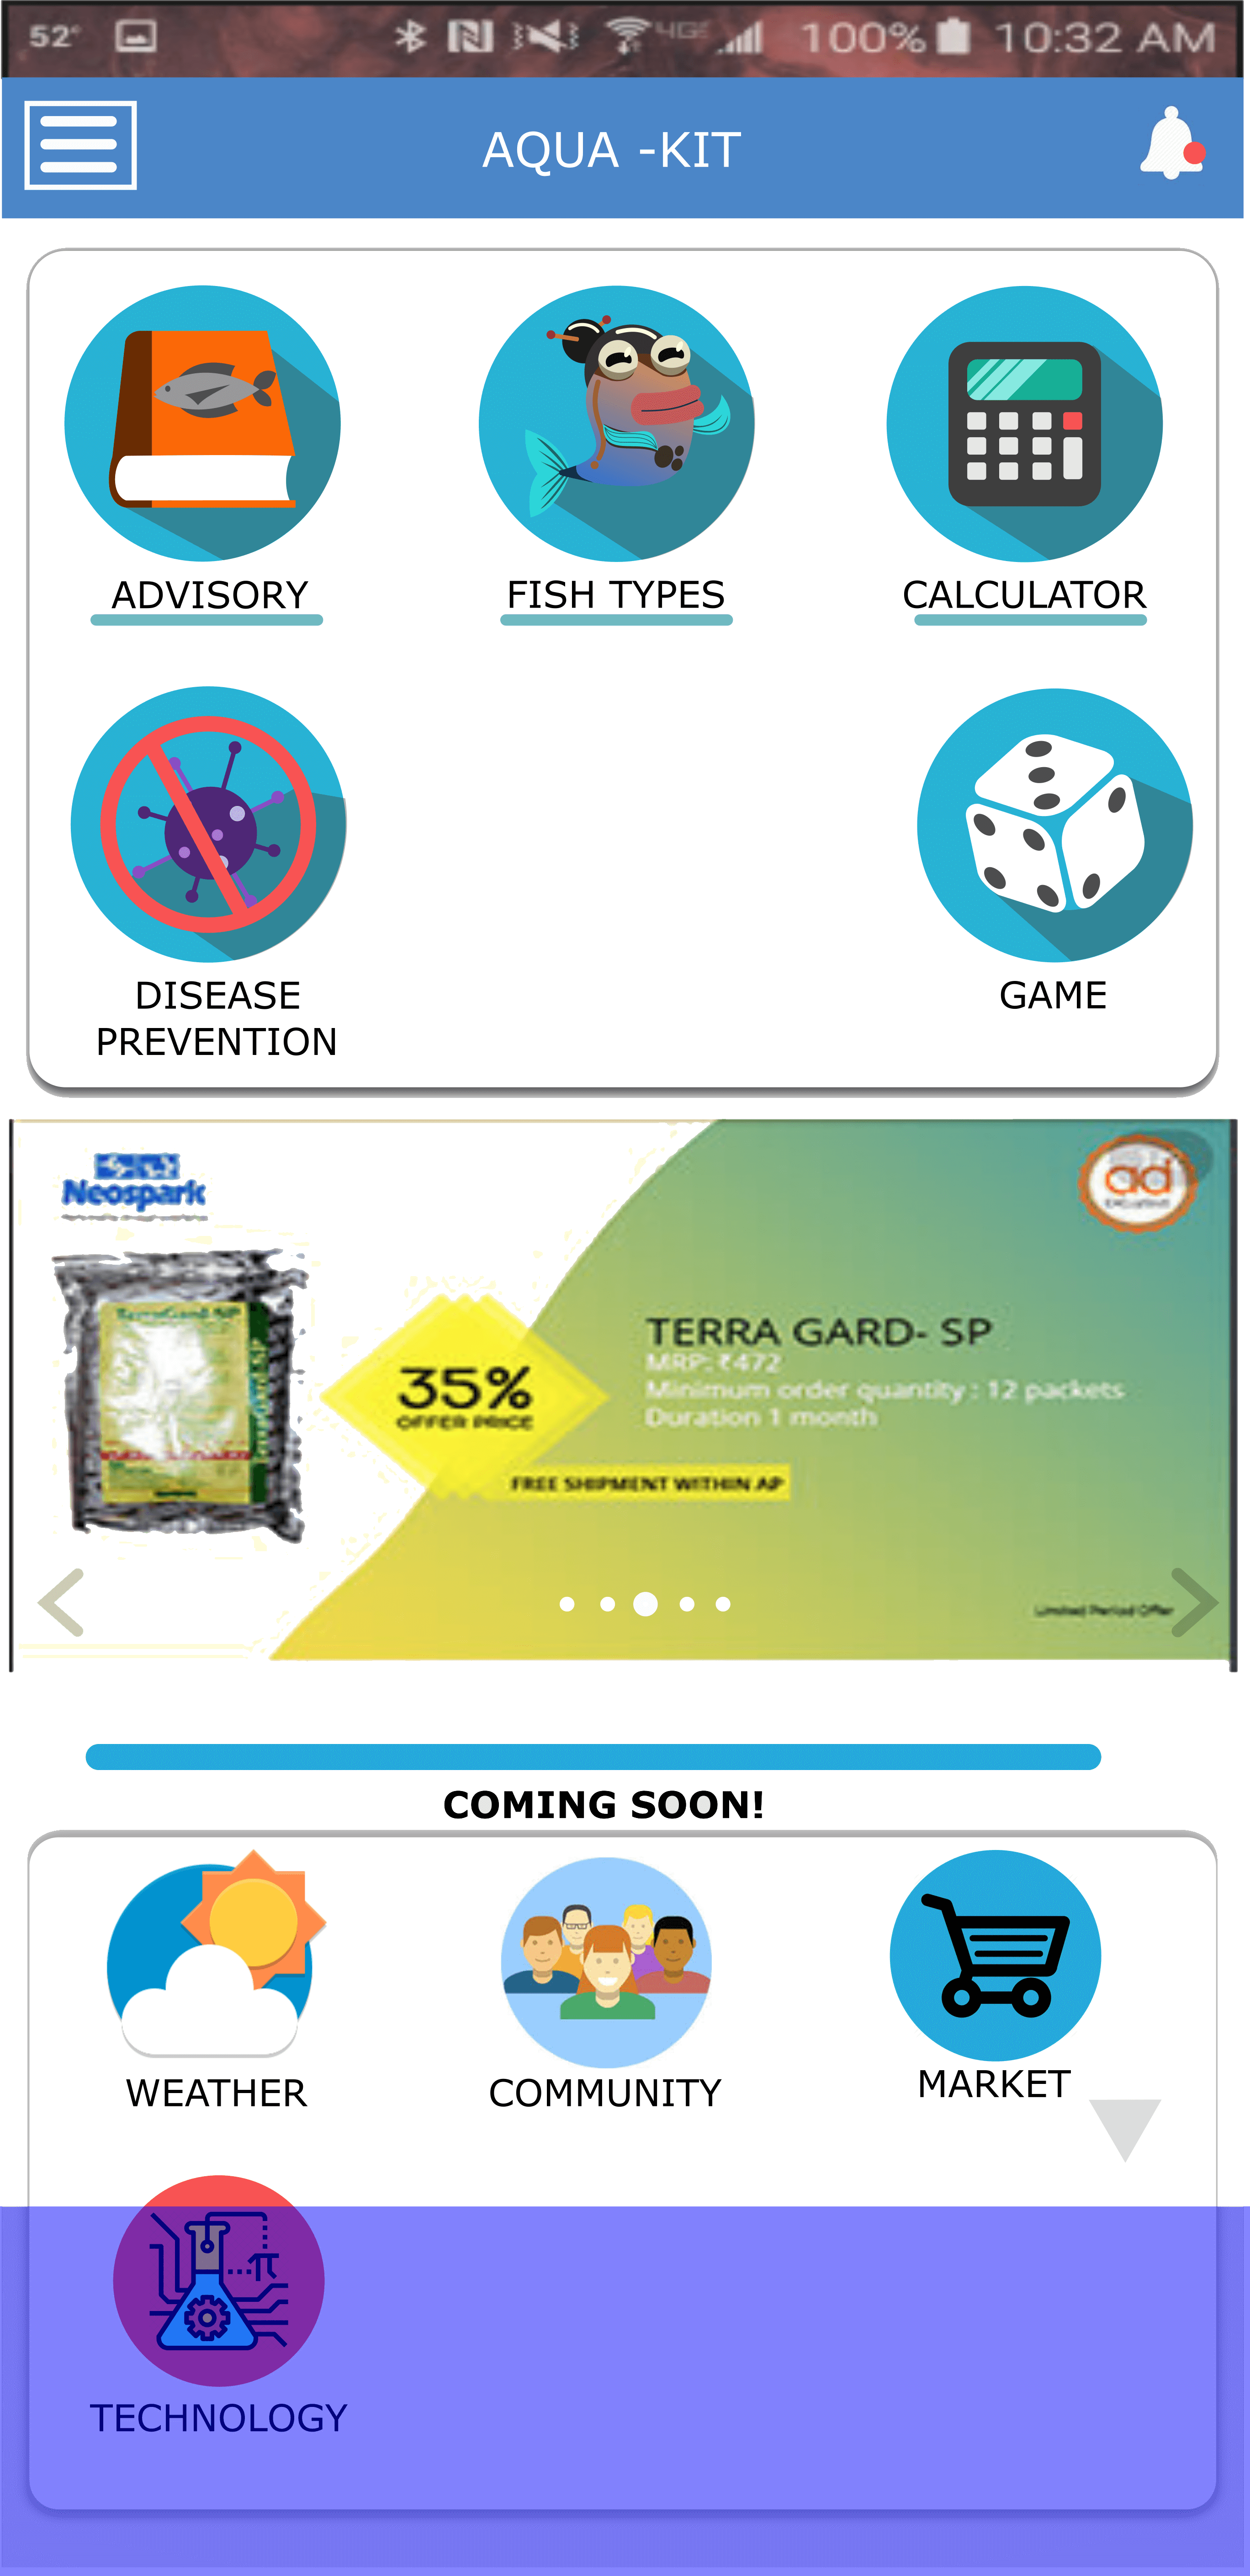 52°
4G
100% 10:32 AM
AQUA -KIT
ADVISORY
FISH TYPES
CALCULATOR
DISEASE
PREVENTION
GAME
Neospark
ad
TerraGard SP
35%
OFFER PRICE
TERRA GARD- SP
MRP: ₹472
Minimum order quantity : 12 packets
Duration 1 month
FREE SHIPMENT WITHIN AP
Limited Period Offer
COMING SOON!
WEATHER
COMMUNITY
MARKET
π
TECHNOLOGY